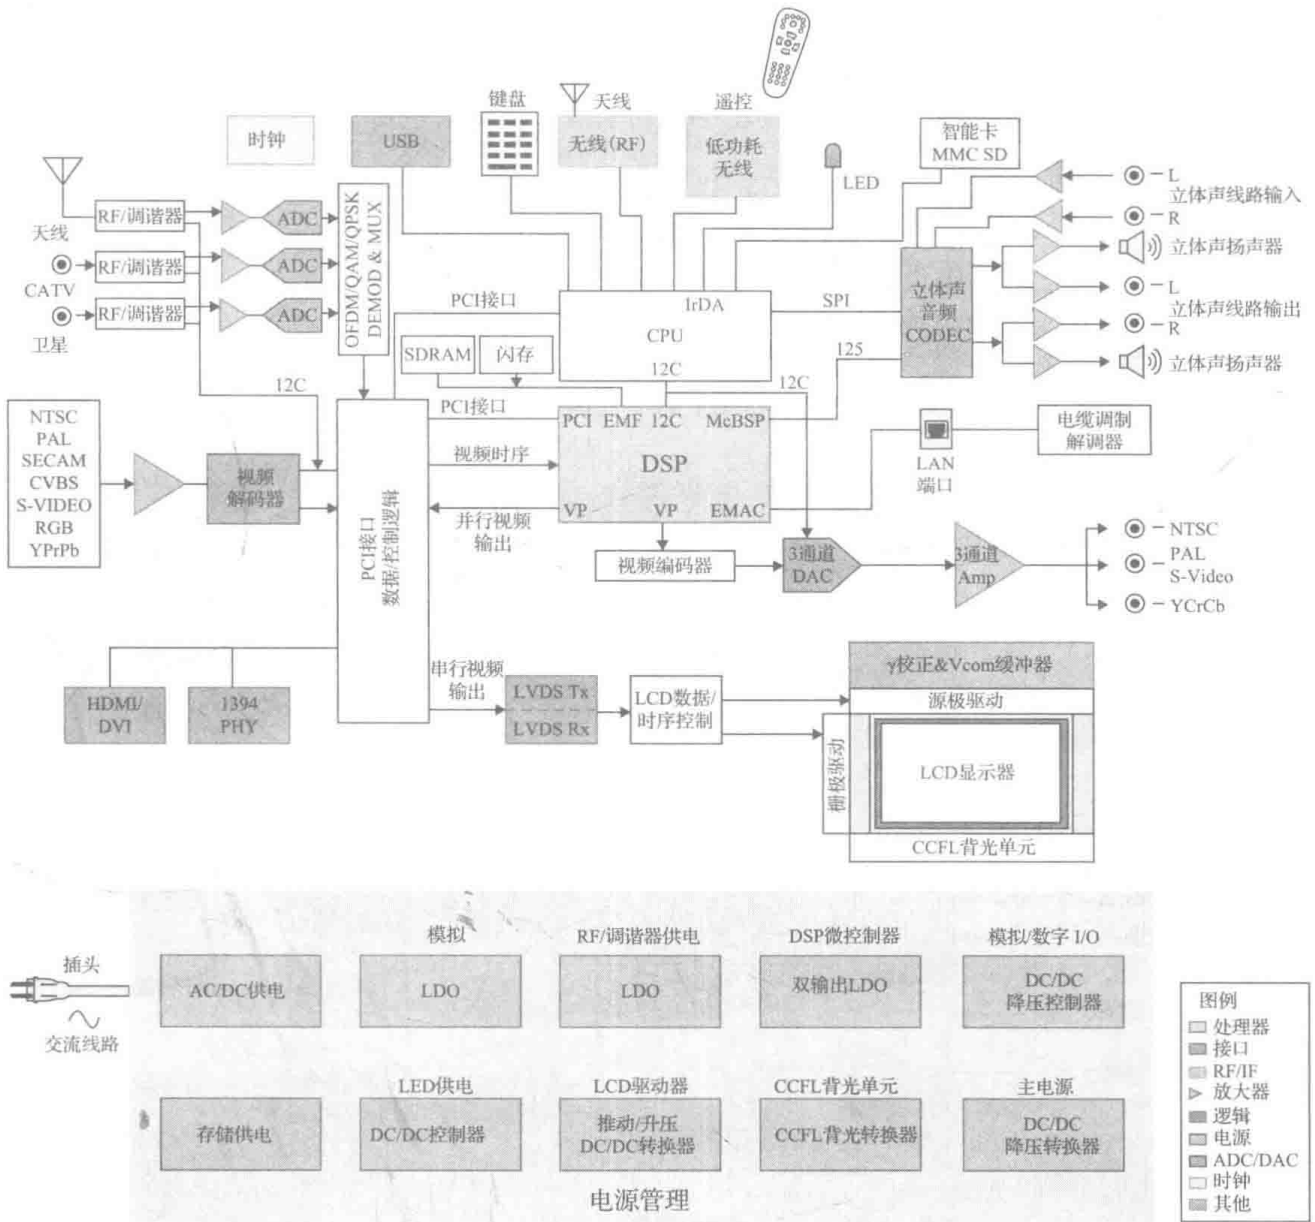 键盘
天线
遥控
时钟
USB
无线(RF)
低功耗
无线
LED
智能卡
MMC SD
L
立体声线路输入
R
天线
RF/调谐器
ADC
CATV
RF/调谐器
ADC
卫星
RF/调谐器
ADC
OFDM/QAM/QPSK
DEMOD & MUX
PCI接口
1rDA
CPU
12C
SPI
125
立体声
音频
CODEC
立体声扬声器
L
立体声线路输出
R
立体声扬声器
SDRAM
闪存
12C
12C
NTSC
PAL
SECAM
CVBS
S-VIDEO
RGB
YPrPb
视频
解码器
PCI接口
数据/控制逻辑
PCI接口
视频时序
并行视频
输出
PCI
EMF
12C
McBSP
DSP
VP
VP
EMAC
LAN
端口
电缆调制
解调器
视频编码器
3通道
DAC
3通道
Amp
NTSC
PAL
S-Video
YCrCb
HDMI/
DVI
1394
PHY
串行视频
输出
LVDS Tx
LVDS Rx
LCD数据/
时序控制
γ校正&Vcom缓冲器
源极驱动
栅极驱动
LCD显示器
CCFL背光单元
插头
交流线路
AC/DC供电
模拟
LDO
RF/调谐器供电
LDO
DSP微控制器
双输出LDO
模拟/数字 I/O
DC/DC
降压控制器
存储供电
LED供电
DC/DC控制器
LCD驱动器
推动/升压
DC/DC转换器
CCFL背光单元
CCFL背光转换器
主电源
DC/DC
降压转换器
电源管理
图例
处理器
接口
RF/IF
放大器
逻辑
电源
ADC/DAC
时钟
其他